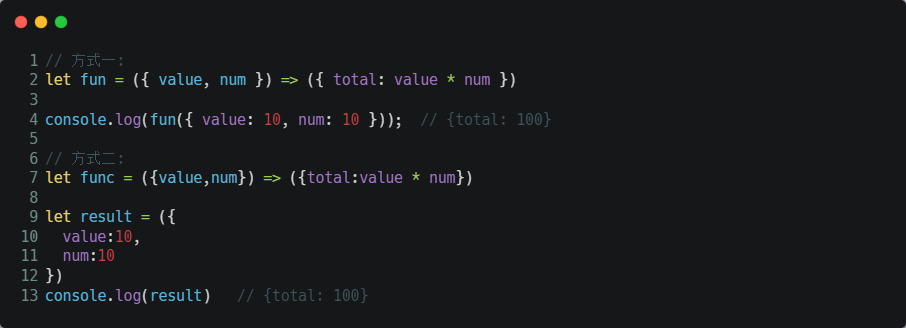 1 // 方式一:
2 let fun = ({ value, num }) => ({ total: value * num })
3
4 console.log(fun({ value: 10, num: 10 }));  // {total: 100}
5
6 // 方式二:
7 let func = ({value,num}) => ({total:value * num})
8
9 let result = ({
10   value:10,
11   num:10
12 })
13 console.log(result)   // {total: 100}